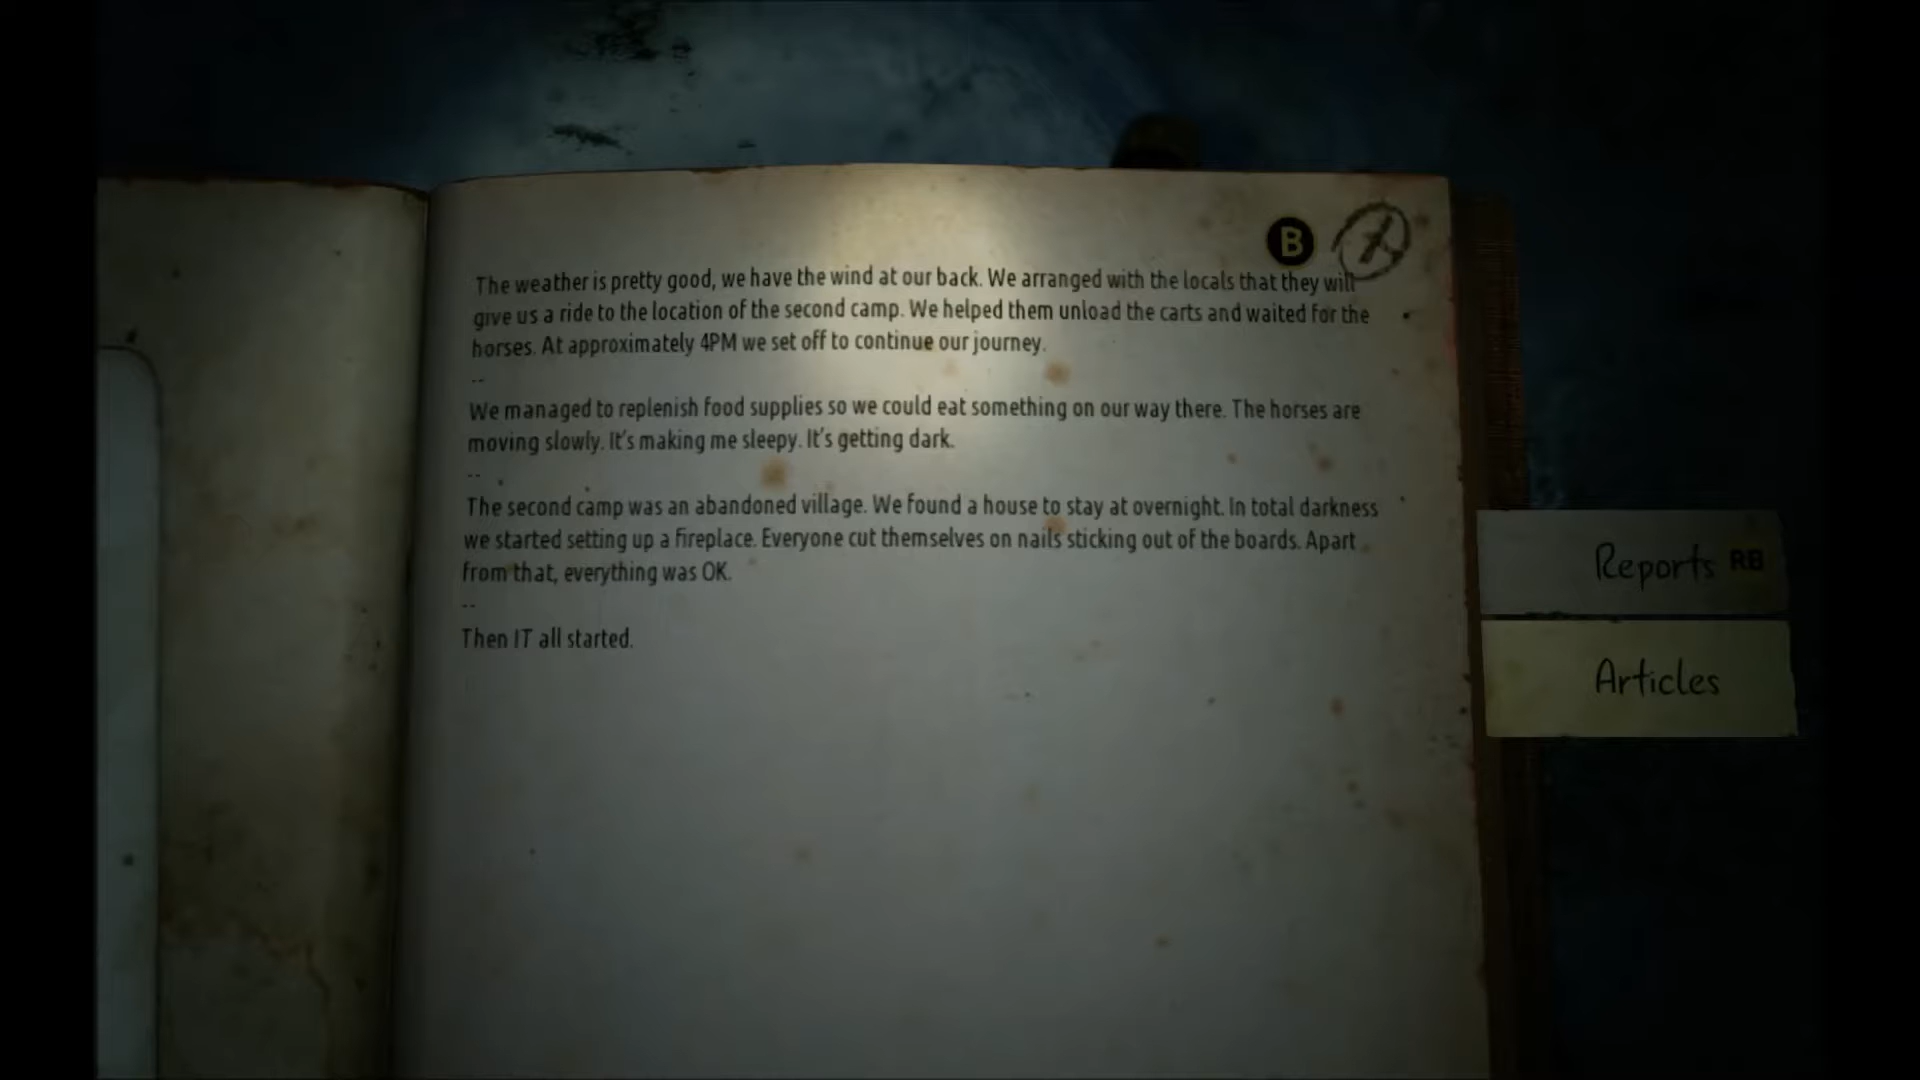 B
The weather is pretty good, we have the wind at our back. We arranged with the locals that they will
give us a ride to the location of the second camp. We helped them unload the carts and waited for the
horses. At approximately 4PM we set off to continue our journey.
--
We managed to replenish food supplies so we could eat something on our way there. The horses are
moving slowly. It's making me sleepy. It's getting dark.
--
The second camp was an abandoned village. We found a house to stay at overnight. In total darkness
we started setting up a fireplace. Everyone cut themselves on nails sticking out of the boards. Apart
from that, everything was OK.
--
Then IT all started.
Reports RB
Articles